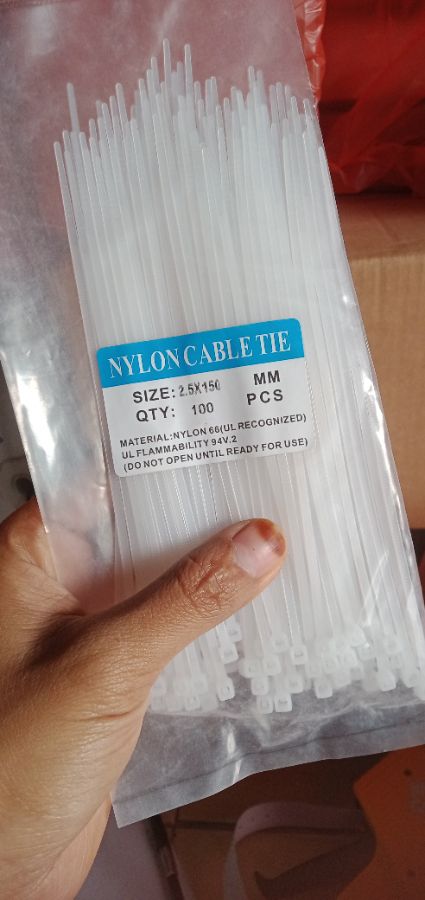 NYLON CABLE TIE
SIZE: 2.5X150 MM
QTY: 100 PCS
MATERIAL:NYLON 66(UL RECOGNIZED)
UL FLAMMABILITY 94V.2
(DO NOT OPEN UNTIL READY FOR USE)